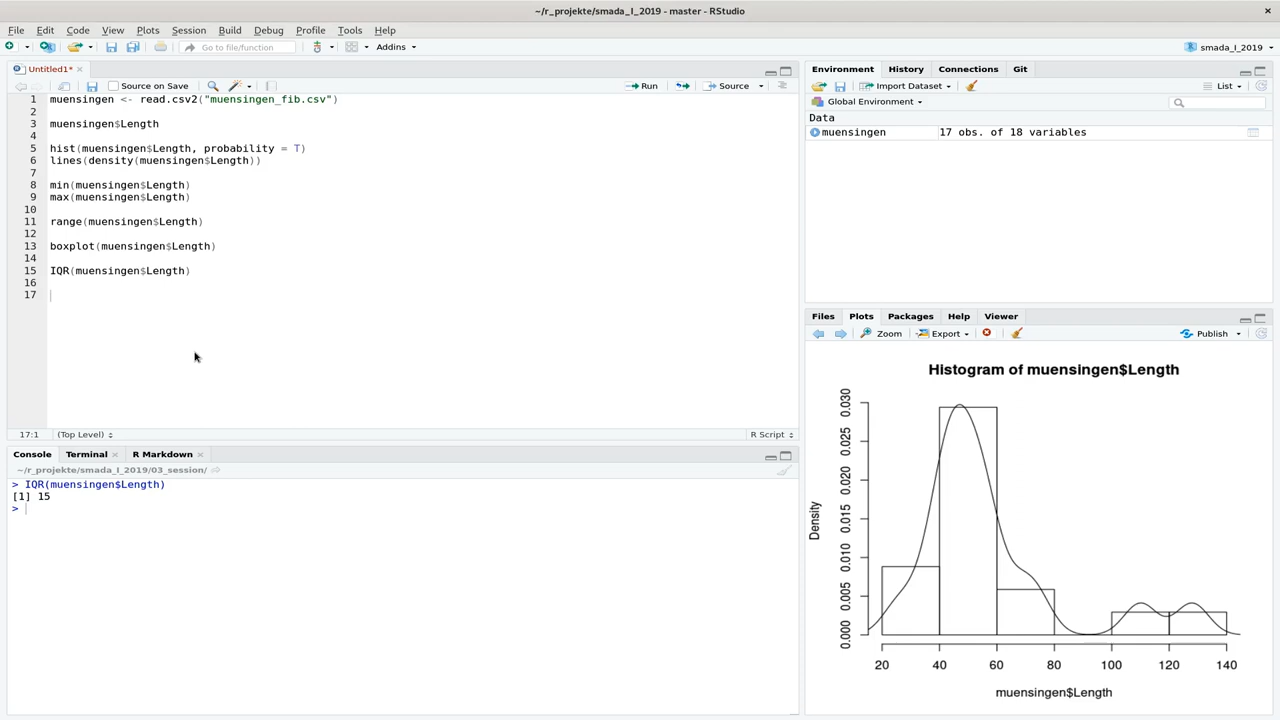 ~/r_projekte/smada_I_2019 - master - RStudio
File Edit Code View Plots Session Build Debug Profile Tools Help
Go to file/function Addins smada_I_2019
Untitled1*
Source on Save Run Source
1 muensingen <- read.csv2("muensingen_fib.csv")
2
3 muensingen$Length
4
5 hist(muensingen$Length, probability = T)
6 lines(density(muensingen$Length))
7
8 min(muensingen$Length)
9 max(muensingen$Length)
10
11 range(muensingen$Length)
12
13 boxplot(muensingen$Length)
14
15 IQR(muensingen$Length)
16
17
17:1 (Top Level) R Script
Console Terminal R Markdown
~/r_projekte/smada_I_2019/03_session/
> IQR(muensingen$Length)
[1] 15
>
Environment History Connections Git
Import Dataset List
Global Environment
Data
muensingen 17 obs. of 18 variables
Files Plots Packages Help Viewer
Zoom Export Publish
Histogram of muensingen$Length
Density
0.030
0.025
0.020
0.015
0.010
0.005
0.000
20 40 60 80 100 120 140
muensingen$Length